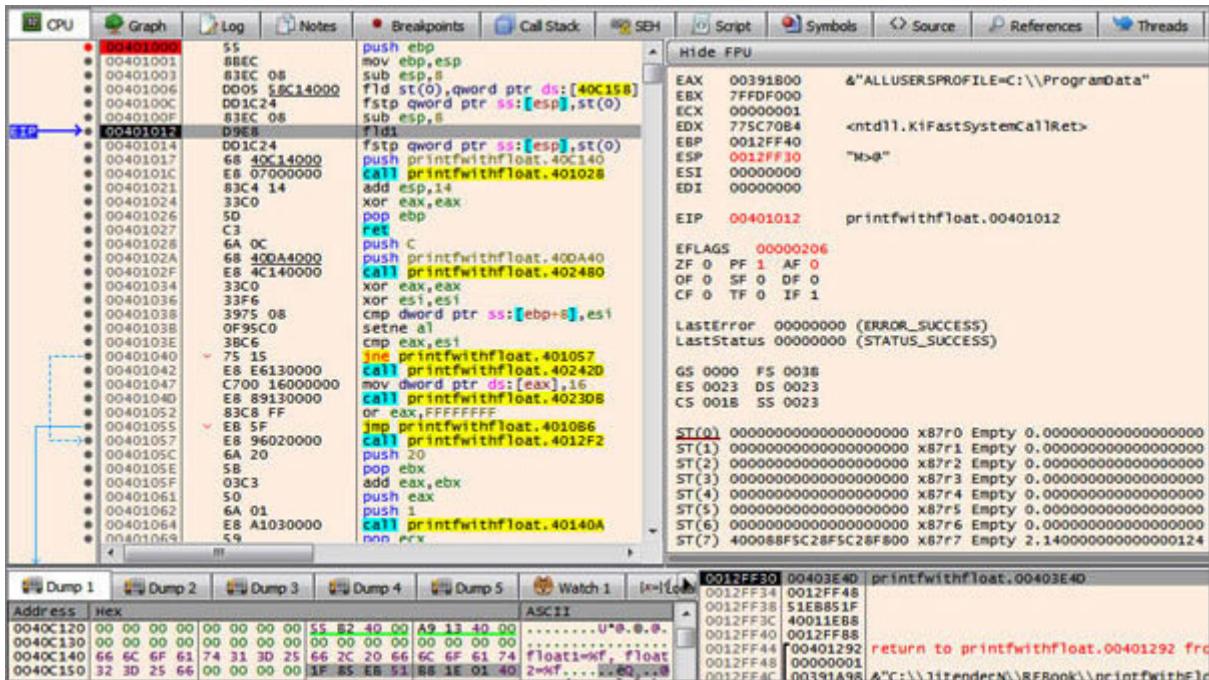 CPU Graph Log Notes Breakpoints Call Stack SEH Script Symbols Source References Threads
00401000 55 push ebp
00401001 8BEC mov ebp,esp
00401003 83EC 08 sub esp,8
00401006 DD05 58C14000 fld st(0),qword ptr ds:[40C158]
0040100C DD1C24 fstp qword ptr ss:[esp],st(0)
0040100F 83EC 08 sub esp,8
EIP 00401012 D9E8 fld1
00401014 DD1C24 fstp qword ptr ss:[esp],st(0)
00401017 68 40C14000 push printfwithfloat.40C140
0040101C E8 07000000 call printfwithfloat.401028
00401021 83C4 14 add esp,14
00401024 33C0 xor eax,eax
00401026 5D pop ebp
00401027 C3 ret
00401028 6A 0C push C
0040102A 68 40DA4000 push printfwithfloat.40DA40
0040102F E8 4C140000 call printfwithfloat.402480
00401034 33C0 xor eax,eax
00401036 33F6 xor esi,esi
00401038 3975 08 cmp dword ptr ss:[ebp+8],esi
0040103B 0F95C0 setne al
0040103E 3BC6 cmp eax,esi
00401040 75 15 jne printfwithfloat.401057
00401042 E8 E6130000 call printfwithfloat.40242D
00401047 C700 16000000 mov dword ptr ds:[eax],16
0040104D E8 89130000 call printfwithfloat.4023DB
00401052 83C8 FF or eax,FFFFFFFF
00401055 EB 5F jmp printfwithfloat.4010B6
00401057 E8 96020000 call printfwithfloat.4012F2
0040105C 6A 20 push 20
0040105E 5B pop ebx
0040105F 03C3 add eax,ebx
00401061 50 push eax
00401062 6A 01 push 1
00401064 E8 A1030000 call printfwithfloat.40140A
00401069 59 pop ecx
Hide FPU
EAX 00391800 &"ALLUSERSPROFILE=C:\\ProgramData"
EBX 7FFDF000
ECX 00000001
EDX 775C70B4 <ntdll.KiFastSystemCallRet>
EBP 0012FF40
ESP 0012FF30 "M>@"
ESI 00000000
EDI 00000000
EIP 00401012 printfwithfloat.00401012
EFLAGS 00000206
ZF 0 PF 1 AF 0
OF 0 SF 0 DF 0
CF 0 TF 0 IF 1
LastError 00000000 (ERROR_SUCCESS)
LastStatus 00000000 (STATUS_SUCCESS)
GS 0000 FS 003B
ES 0023 DS 0023
CS 001B SS 0023
ST(0) 00000000000000000000 x87r0 Empty 0.000000000000000000
ST(1) 00000000000000000000 x87r1 Empty 0.000000000000000000
ST(2) 00000000000000000000 x87r2 Empty 0.000000000000000000
ST(3) 00000000000000000000 x87r3 Empty 0.000000000000000000
ST(4) 00000000000000000000 x87r4 Empty 0.000000000000000000
ST(5) 00000000000000000000 x87r5 Empty 0.000000000000000000
ST(6) 00000000000000000000 x87r6 Empty 0.000000000000000000
ST(7) 400088F5C28F5C28F800 x87r7 Empty 2.140000000000000124
Dump 1 Dump 2 Dump 3 Dump 4 Dump 5 Watch 1
Address Hex ASCII
0040C120 00 00 00 00 00 00 00 00 55 B2 40 00 A9 13 40 00 ........U²@.©.@.
0040C130 00 00 00 00 00 00 00 00 00 00 00 00 00 00 00 00 ................
0040C140 66 6C 6F 61 74 31 3D 25 66 2C 20 66 6C 6F 61 74 float1=%f, float
0040C150 32 3D 25 66 00 00 00 00 1F 85 EB 51 B8 1E 01 40 2=%f
0012FF30 00403E4D printfwithfloat.00403E4D
0012FF34 0012FF48
0012FF38 51EB851F
0012FF3C 40011EB8
0012FF40 0012FF88
0012FF44 00401292 return to printfwithfloat.00401292 fro
0012FF48 00000001
0012FF4C 00391A98 &"C:\\JitenderN\\REBook\\printfWithFlo